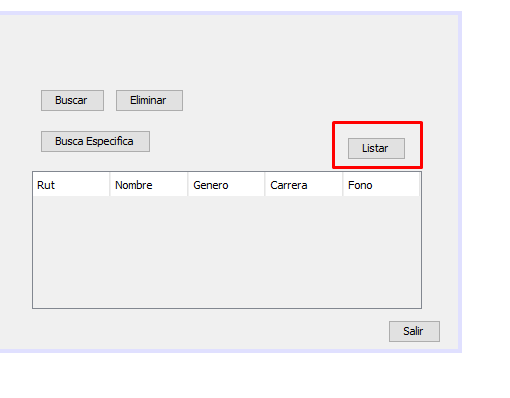 Buscar Eliminar
Busca Especifica
Listar
Rut Nombre Genero Carrera Fono
Salir